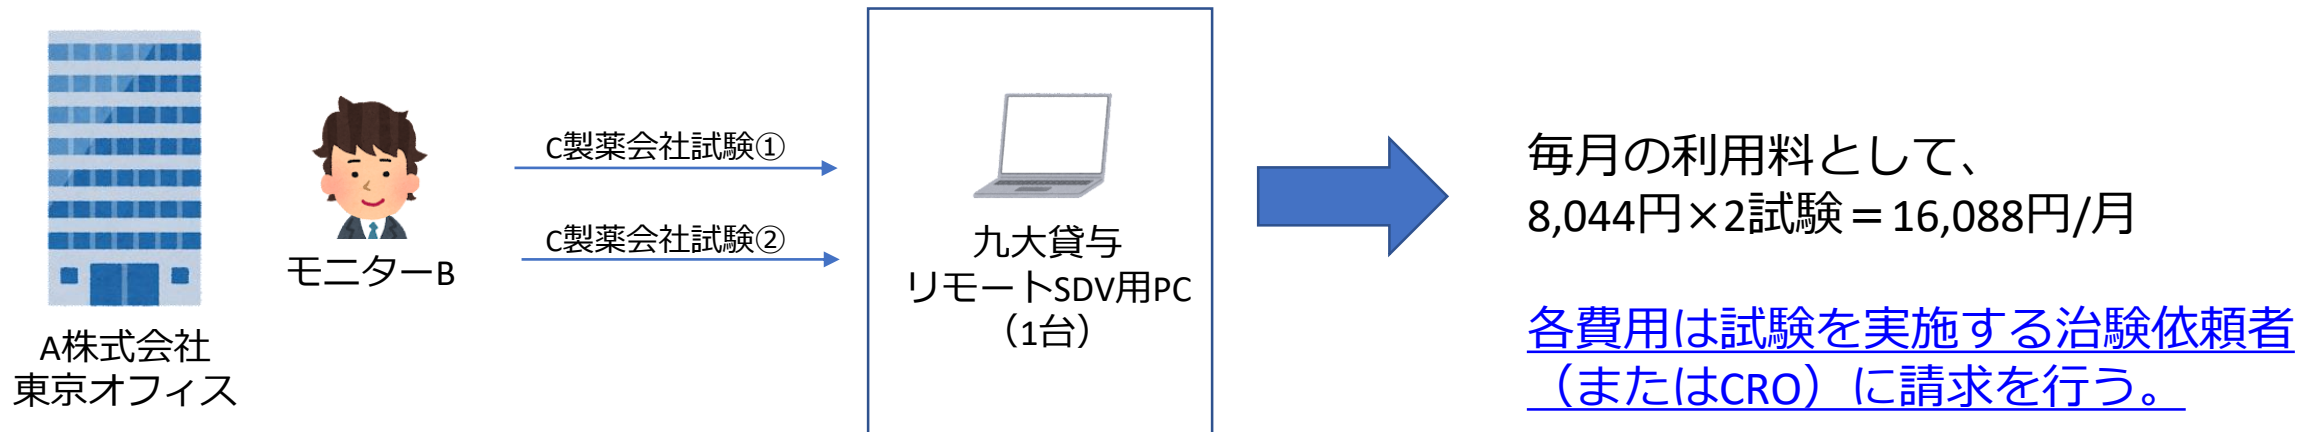 A株式会社
東京オフィス
モニターB
C製薬会社試験①
C製薬会社試験②
九大貸与
リモートSDV用PC
（1台）
毎月の利用料として、
8,044円×2試験＝16,088円/月
各費用は試験を実施する治験依頼者
（またはCRO）に請求を行う。